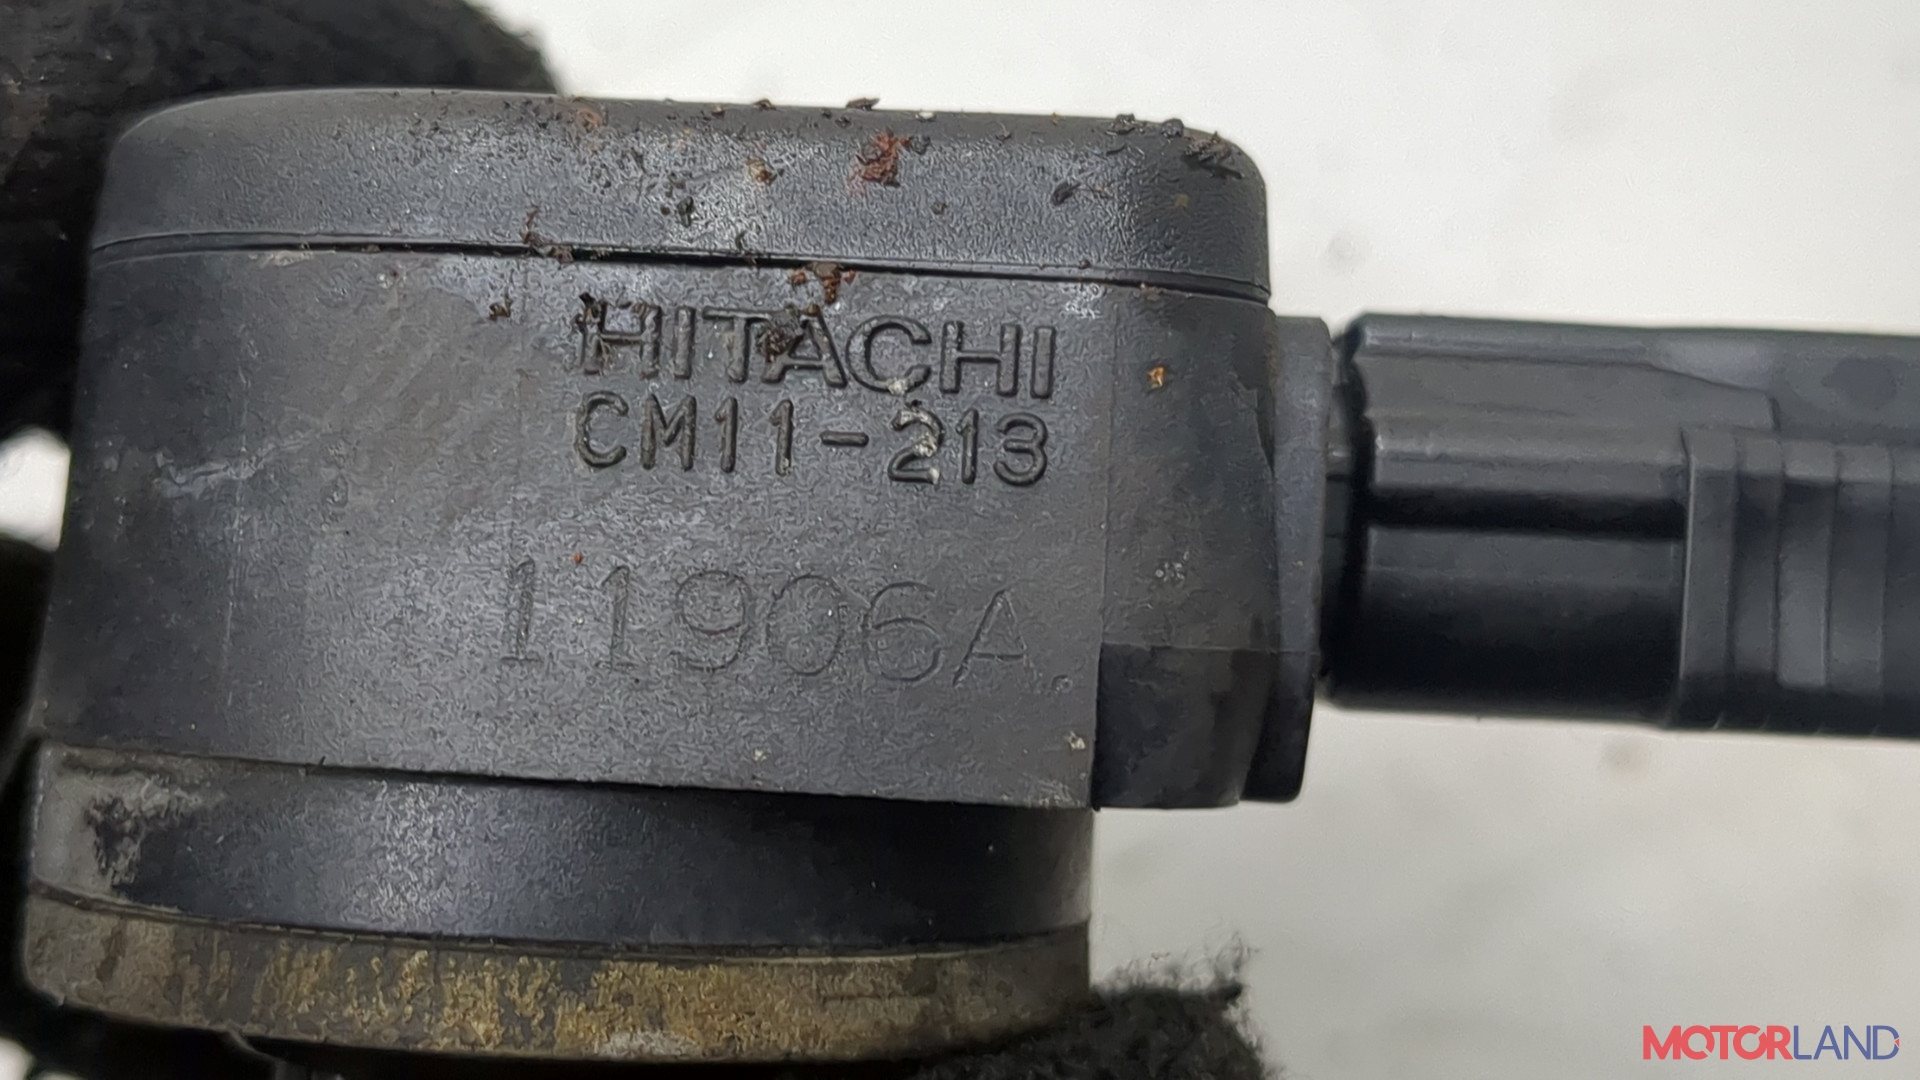 HITACHI
CM11-213
11906A
MOTORLAND